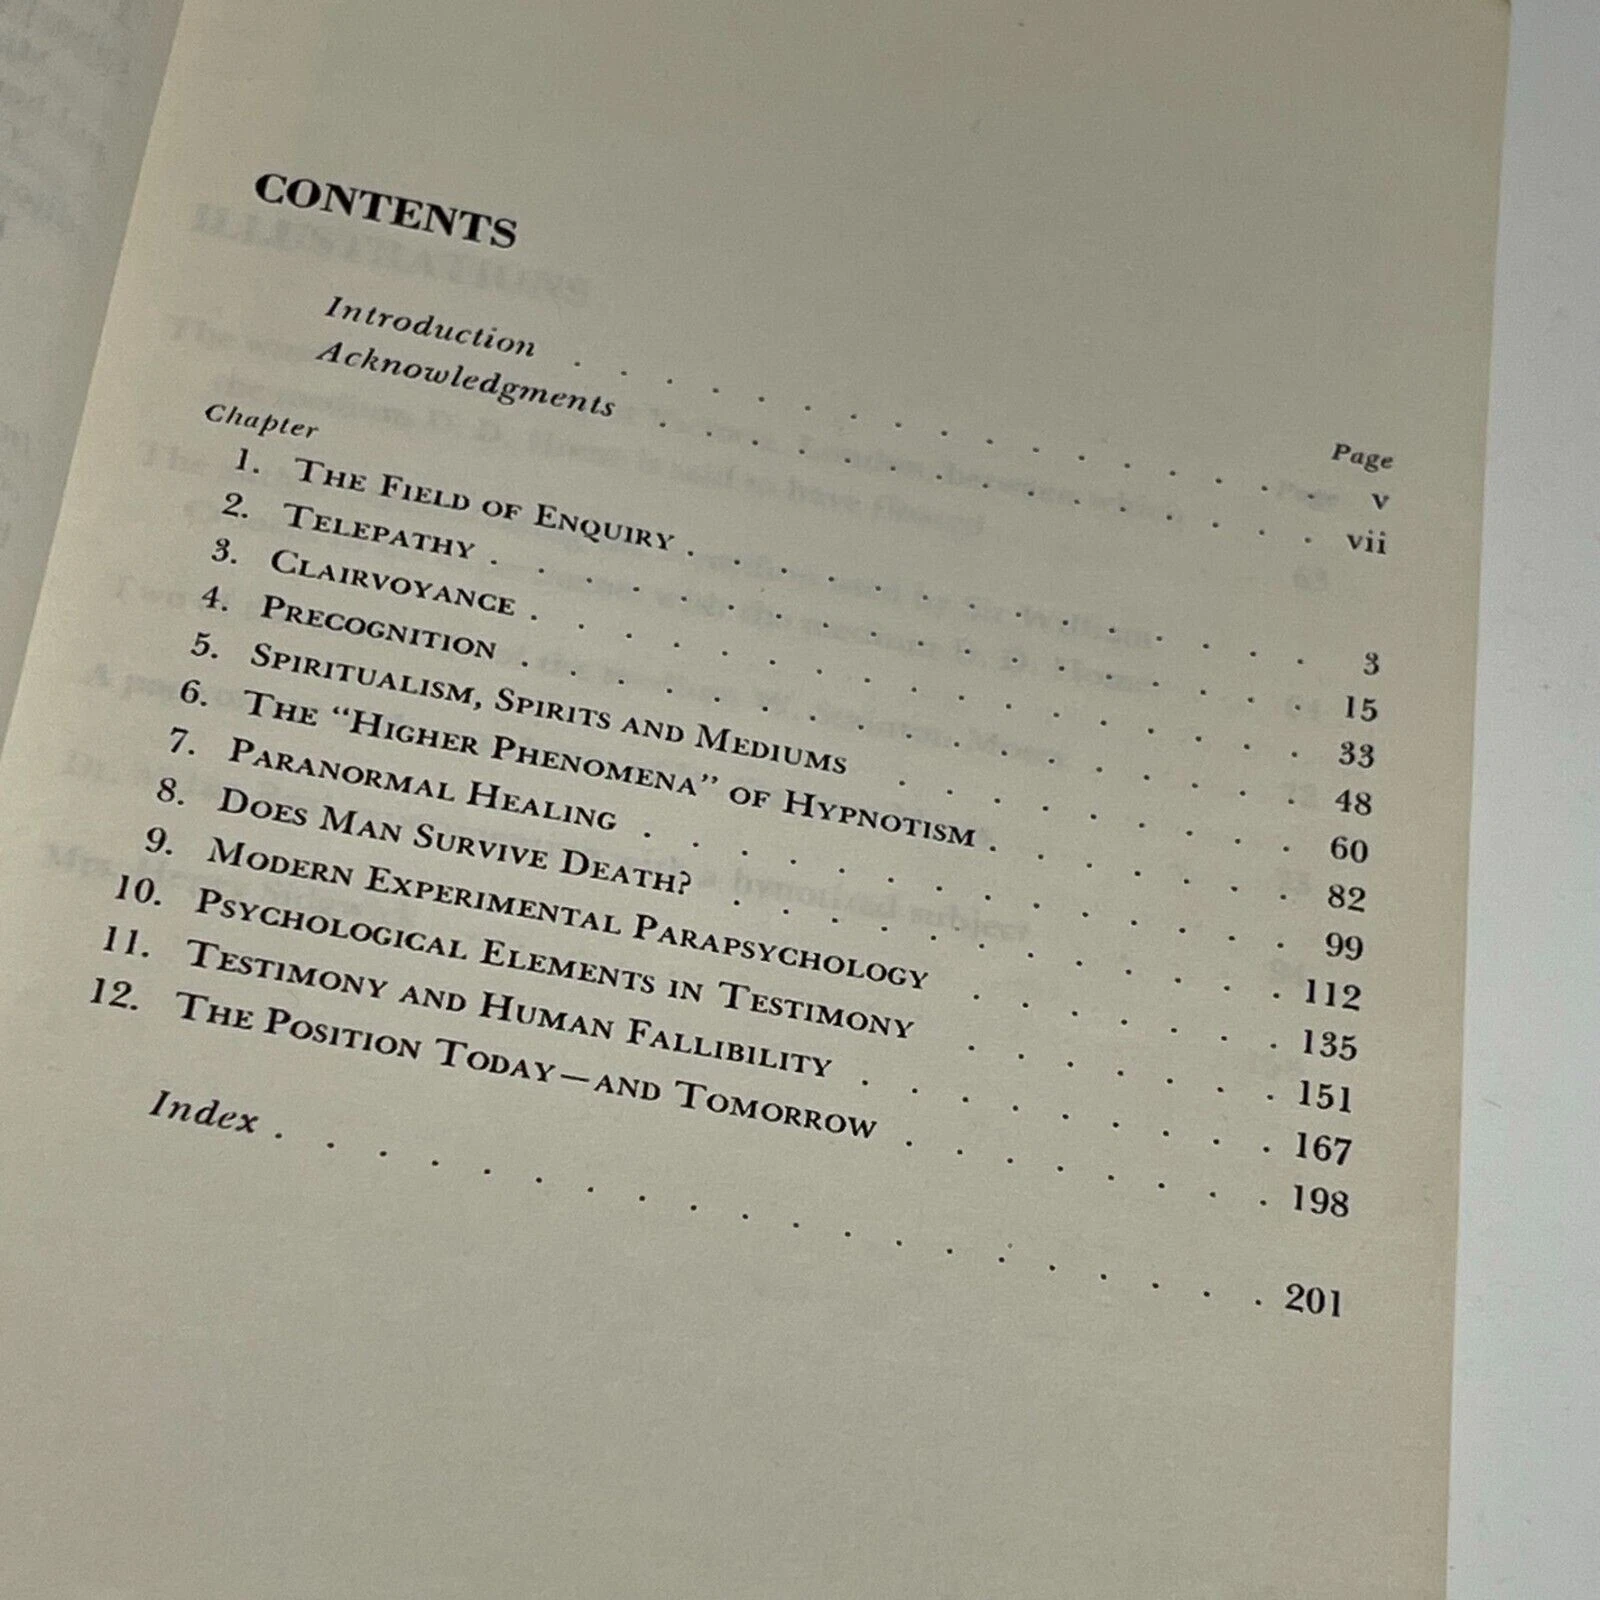 CONTENTS
Page
Introduction . . . . . . . . . . . . . . . . v
Acknowledgments . . . . . . . . . . . . . . vii
Chapter
1. THE FIELD OF ENQUIRY . . . . . . . . . . . . . 3
2. TELEPATHY . . . . . . . . . . . . . . . . . 15
3. CLAIRVOYANCE . . . . . . . . . . . . . . . . 33
4. PRECOGNITION . . . . . . . . . . . . . . . . 48
5. SPIRITUALISM, SPIRITS AND MEDIUMS . . . . . . . . 60
6. THE “HIGHER PHENOMENA” OF HYPNOTISM . . . . . . . 82
7. PARANORMAL HEALING . . . . . . . . . . . . . . 99
8. DOES MAN SURVIVE DEATH? . . . . . . . . . . . . 112
9. MODERN EXPERIMENTAL PARAPSYCHOLOGY . . . . . . . 135
10. PSYCHOLOGICAL ELEMENTS IN TESTIMONY . . . . . . . 151
11. TESTIMONY AND HUMAN FALLIBILITY . . . . . . . . . 167
12. THE POSITION TODAY—AND TOMORROW . . . . . . . . 198
Index . . . . . . . . . . . . . . . . . . . . 201
ILLUSTRATIONS